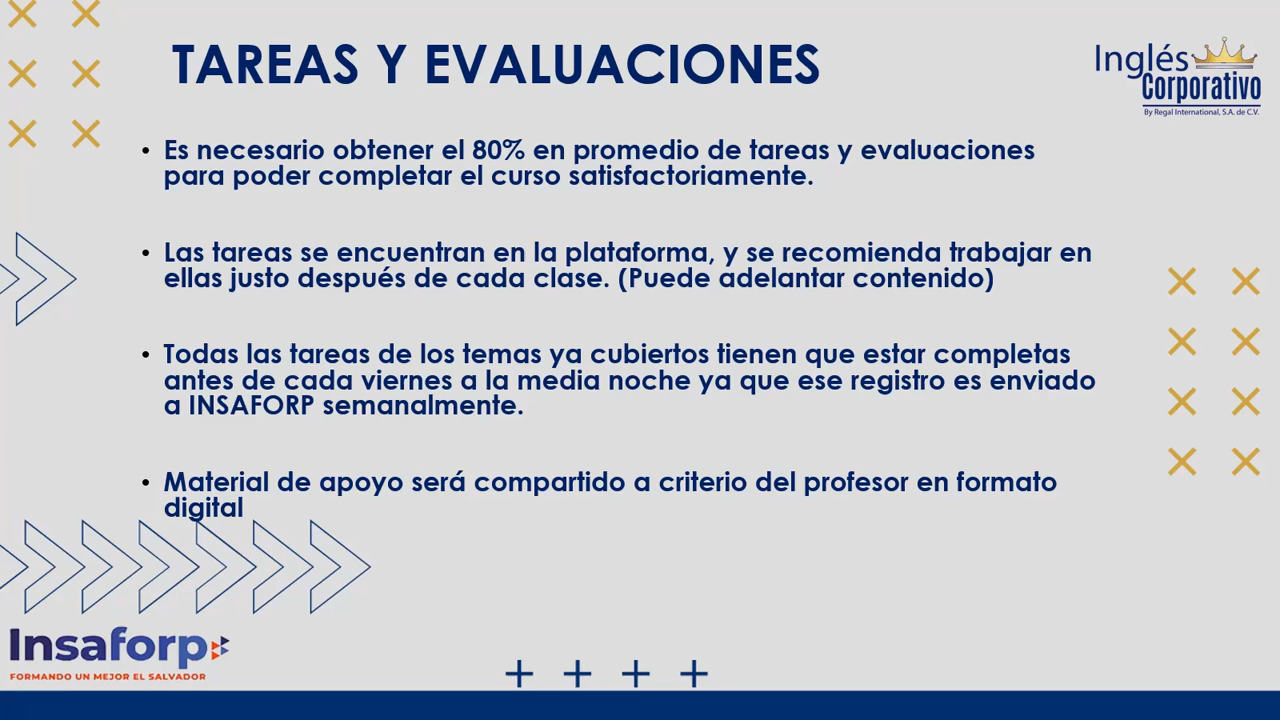 TAREAS Y EVALUACIONES
Inglés
Corporativo
By Regal International, S.A. de C.V.
• Es necesario obtener el 80% en promedio de tareas y evaluaciones
para poder completar el curso satisfactoriamente.
• Las tareas se encuentran en la plataforma, y se recomienda trabajar en
ellas justo después de cada clase. (Puede adelantar contenido)
• Todas las tareas de los temas ya cubiertos tienen que estar completas
antes de cada viernes a la media noche ya que ese registro es enviado
a INSAFORP semanalmente.
• Material de apoyo será compartido a criterio del profesor en formato
digital
Insaforp
FORMANDO UN MEJOR EL SALVADOR